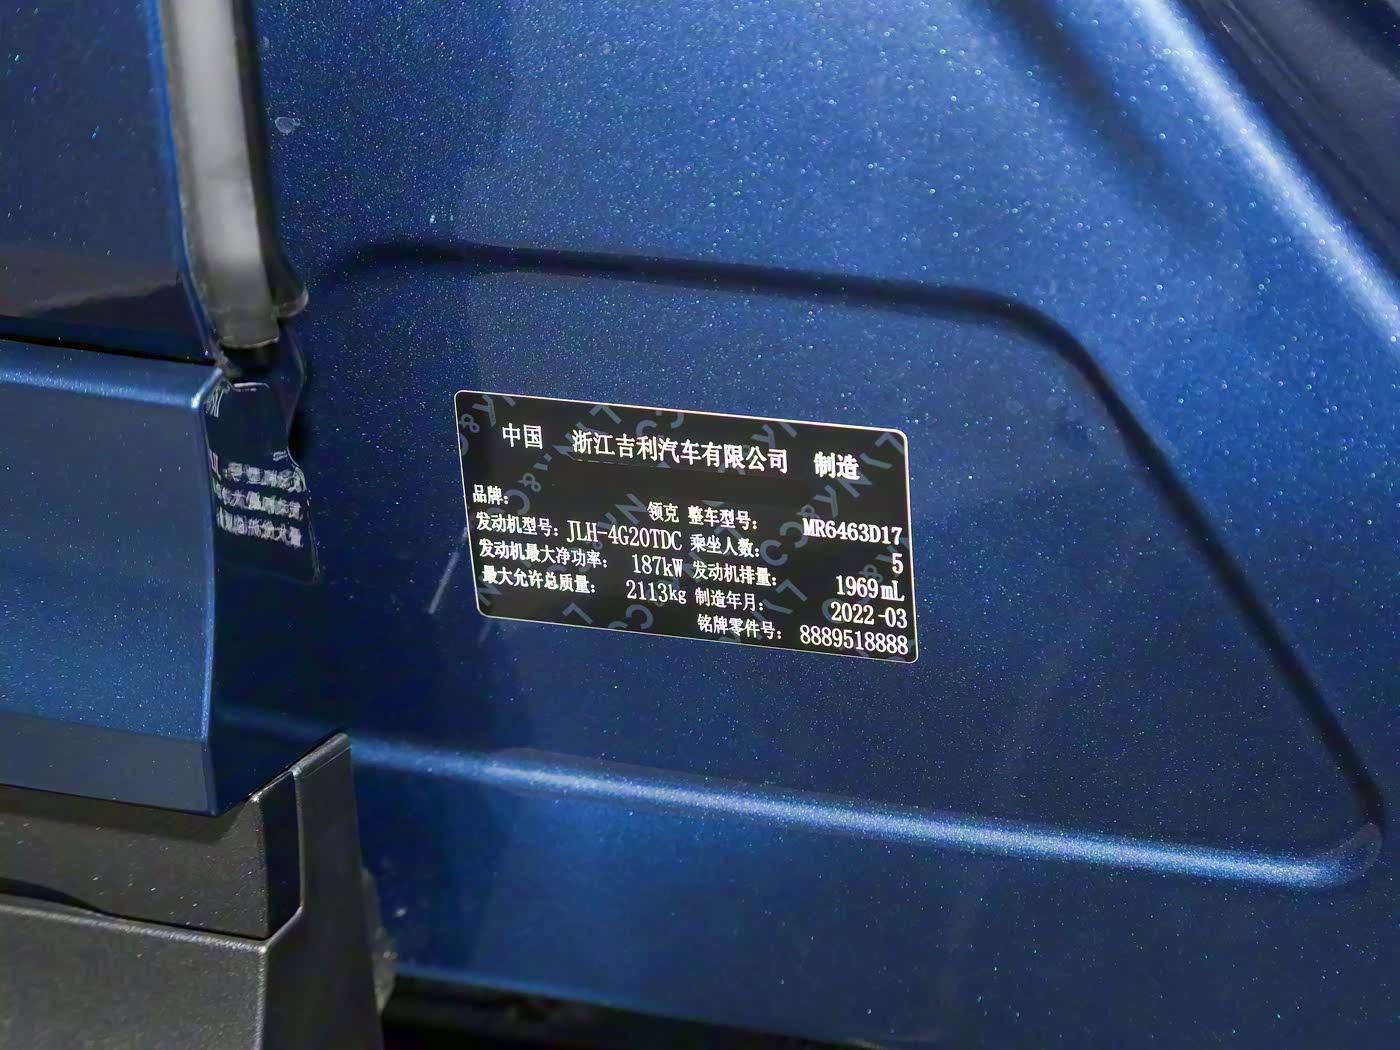 中国 浙江吉利汽车有限公司 制造
品牌: 领克 整车型号: MR6463D17
发动机型号: JLH-4G20TDC 乘坐人数: 5
发动机最大净功率: 187kW 发动机排量: 1969mL
最大允许总质量: 2113kg 制造年月: 2022-03
铭牌零件号: 8889518888